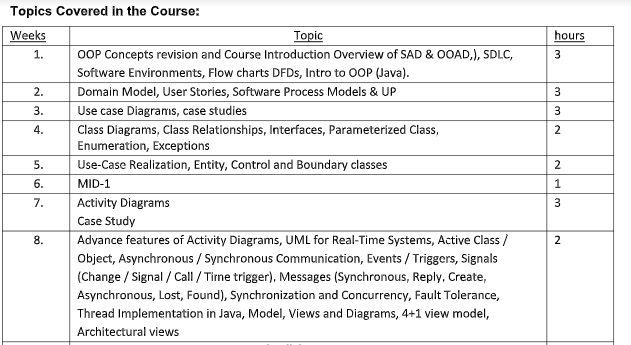 Topics Covered in the Course:
Weeks Topic hours
1. OOP Concepts revision and Course Introduction Overview of SAD & OOAD,), SDLC, 3
Software Environments, Flow charts DFDs, Intro to OOP (Java).
2. Domain Model, User Stories, Software Process Models & UP 3
3. Use case Diagrams, case studies 3
4. Class Diagrams, Class Relationships, Interfaces, Parameterized Class, 2
Enumeration, Exceptions
5. Use-Case Realization, Entity, Control and Boundary classes 2
6. MID-1 1
7. Activity Diagrams 3
Case Study
8. Advance features of Activity Diagrams, UML for Real-Time Systems, Active Class / 2
Object, Asynchronous / Synchronous Communication, Events / Triggers, Signals
(Change / Signal / Call / Time trigger), Messages (Synchronous, Reply, Create,
Asynchronous, Lost, Found), Synchronization and Concurrency, Fault Tolerance,
Thread Implementation in Java, Model, Views and Diagrams, 4+1 view model,
Architectural views